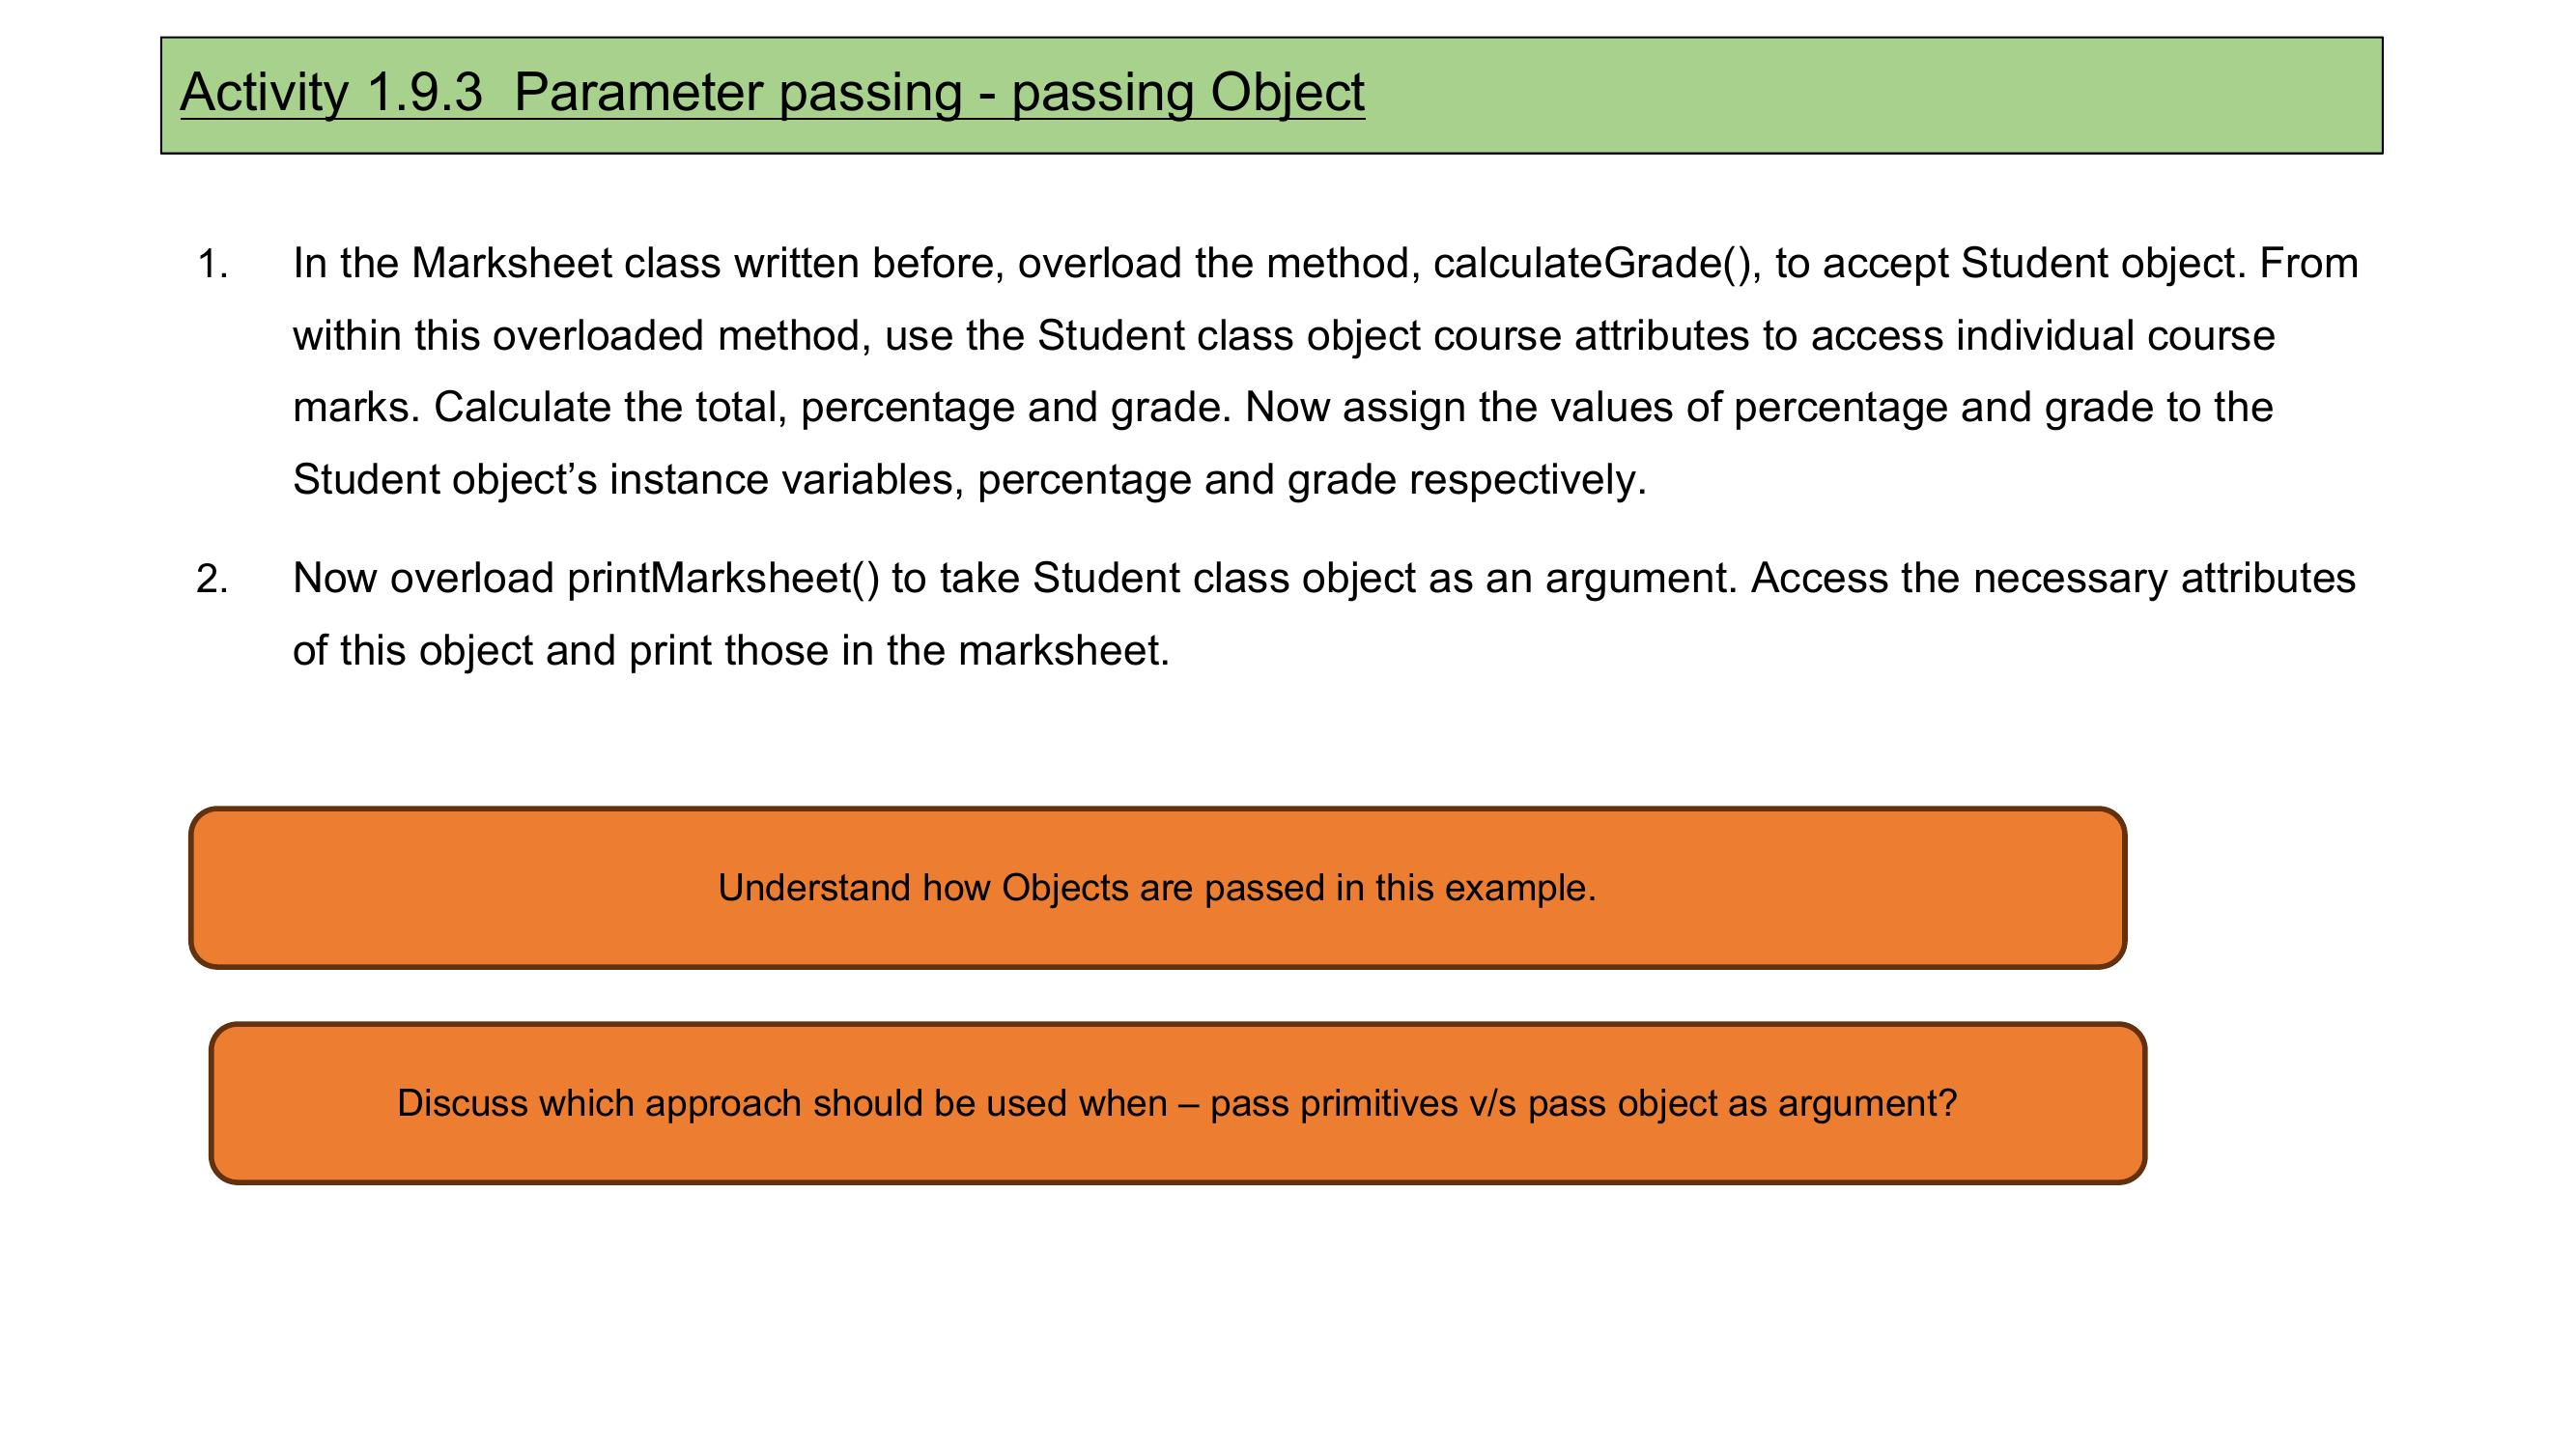 Activity 1.9.3  Parameter passing - passing Object
1. In the Marksheet class written before, overload the method, calculateGrade(), to accept Student object. From
within this overloaded method, use the Student class object course attributes to access individual course
marks. Calculate the total, percentage and grade. Now assign the values of percentage and grade to the
Student object’s instance variables, percentage and grade respectively.
2. Now overload printMarksheet() to take Student class object as an argument. Access the necessary attributes
of this object and print those in the marksheet.
Understand how Objects are passed in this example.
Discuss which approach should be used when – pass primitives v/s pass object as argument?